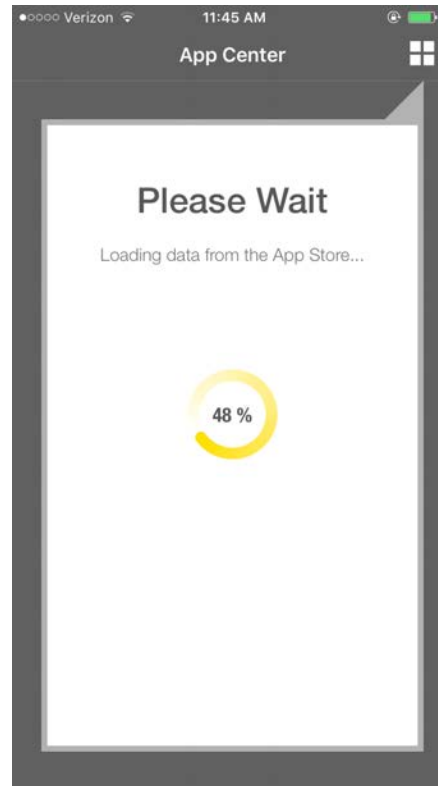 Verizon 11:45 AM
App Center
Please Wait
Loading data from the App Store...
48 %